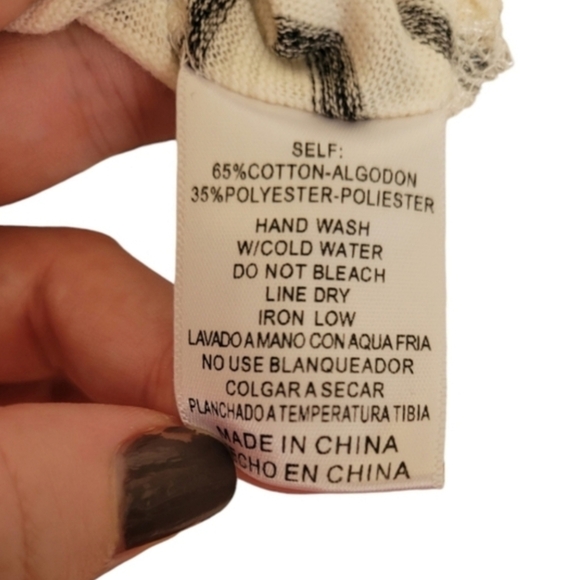 SELF:
65%COTTON-ALGODON
35%POLYESTER-POLIESTER
HAND WASH
W/COLD WATER
DO NOT BLEACH
LINE DRY
IRON LOW
LAVADO A MANO CON AQUA FRIA
NO USE BLANQUEADOR
COLGAR A SECAR
PLANCHADO A TEMPERATURA TIBIA
MADE IN CHINA
ECHO EN CHINA